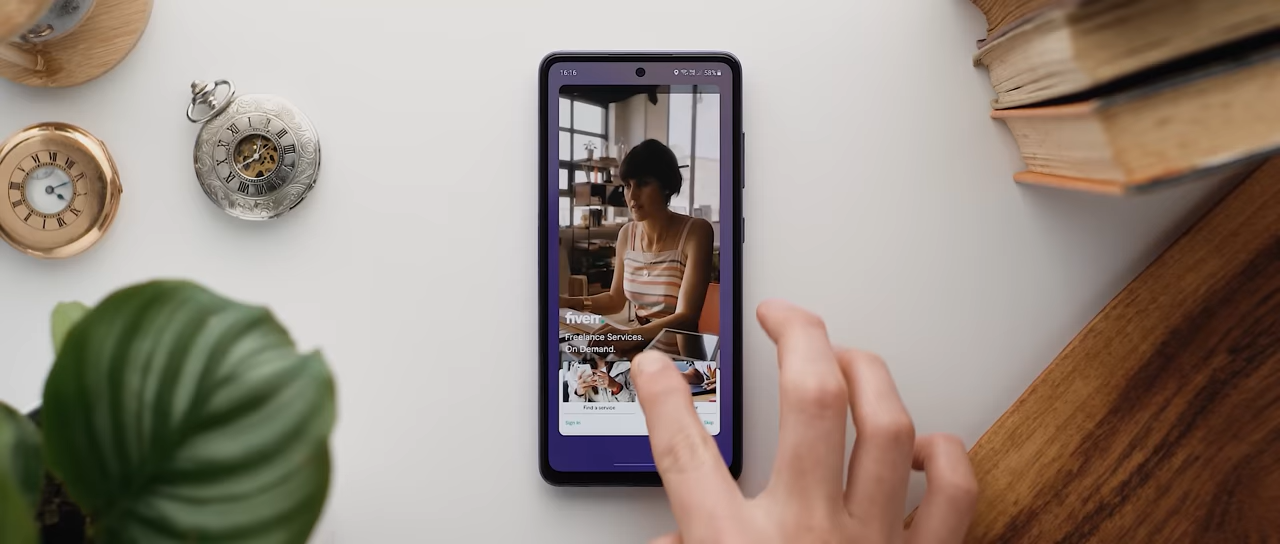 16:16
58%
fiverr.
Freelance Services.
On Demand.
Find a service
Sign in
Skip